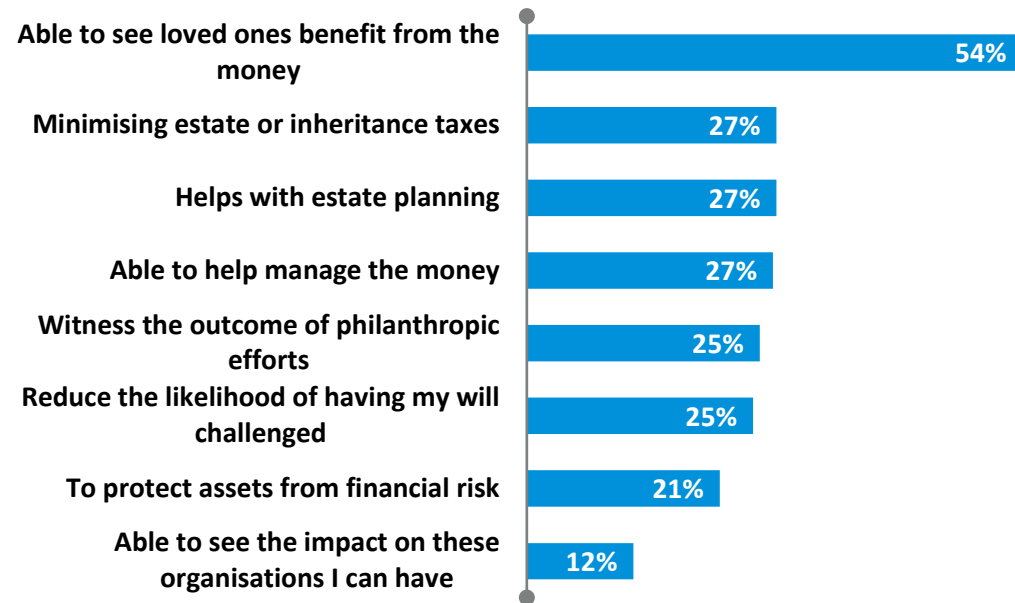 Able to see loved ones benefit from the
money
54%
Minimising estate or inheritance taxes
27%
Helps with estate planning
27%
Able to help manage the money
27%
Witness the outcome of philanthropic
efforts
25%
Reduce the likelihood of having my will
challenged
25%
To protect assets from financial risk
21%
Able to see the impact on these
organisations I can have
12%